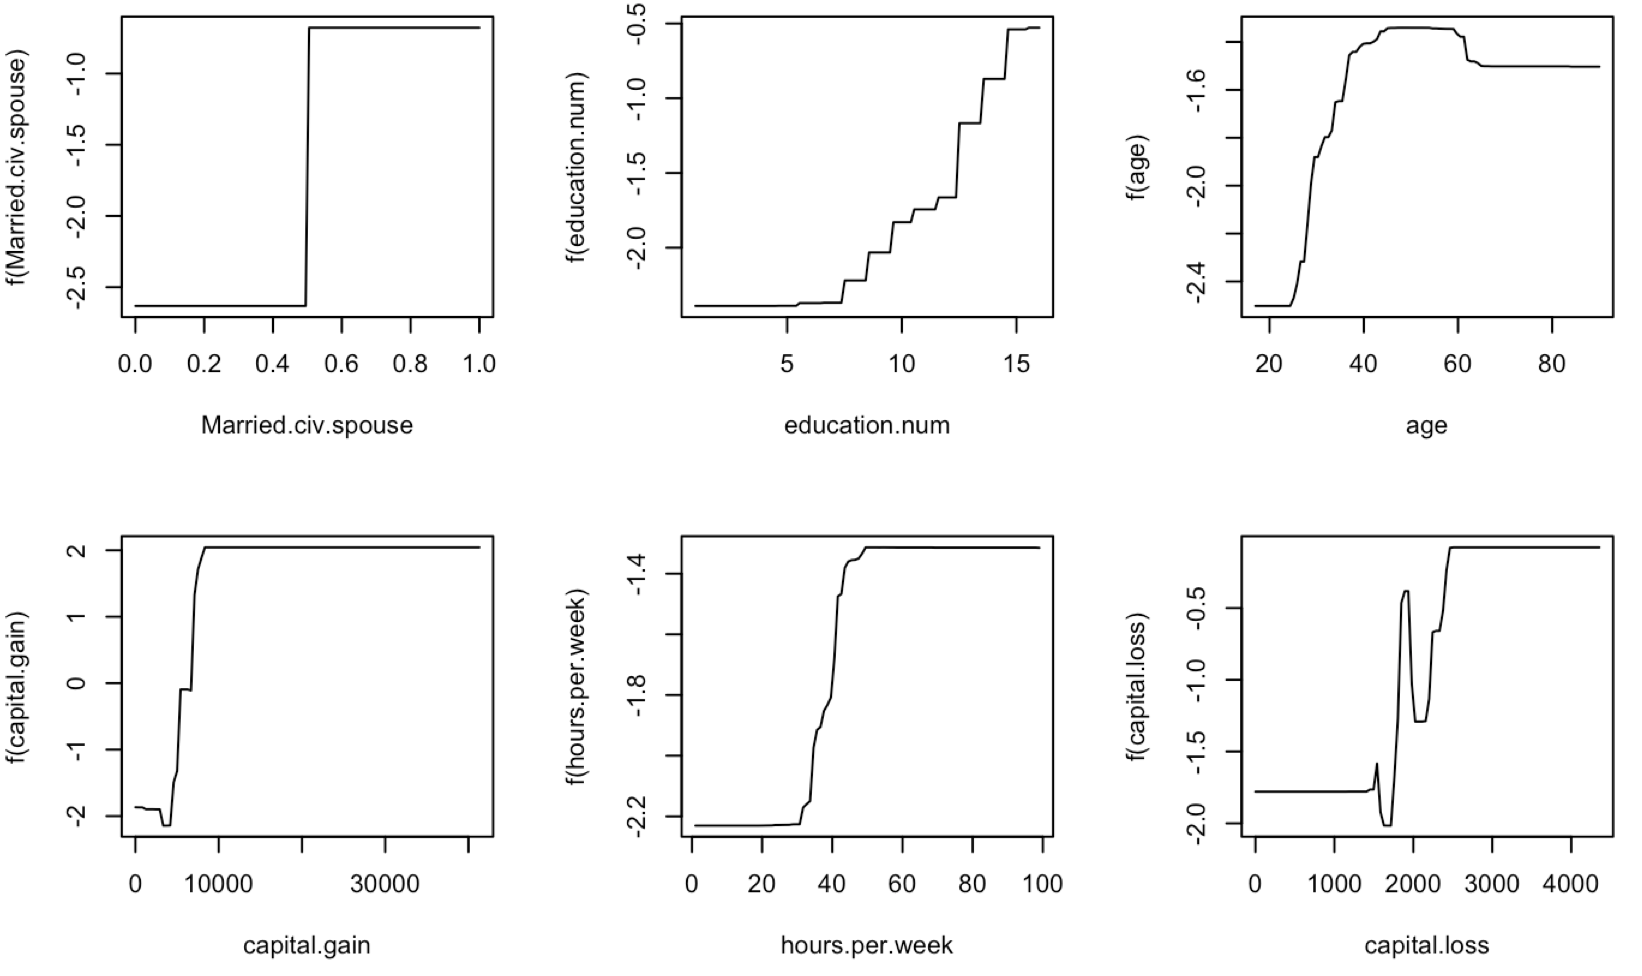 f(Married.civ.spouse)
-1.0
-1.5
-2.0
-2.5
0.0 0.2 0.4 0.6 0.8 1.0
Married.civ.spouse
f(education.num)
-0.5
-1.0
-1.5
-2.0
5 10 15
education.num
f(age)
-1.6
-2.0
-2.4
20 40 60 80
age
f(capital.gain)
2
1
0
-1
-2
0 10000 30000
capital.gain
f(hours.per.week)
-1.4
-1.8
-2.2
0 20 40 60 80 100
hours.per.week
f(capital.loss)
-0.5
-1.0
-1.5
-2.0
0 1000 2000 3000 4000
capital.loss